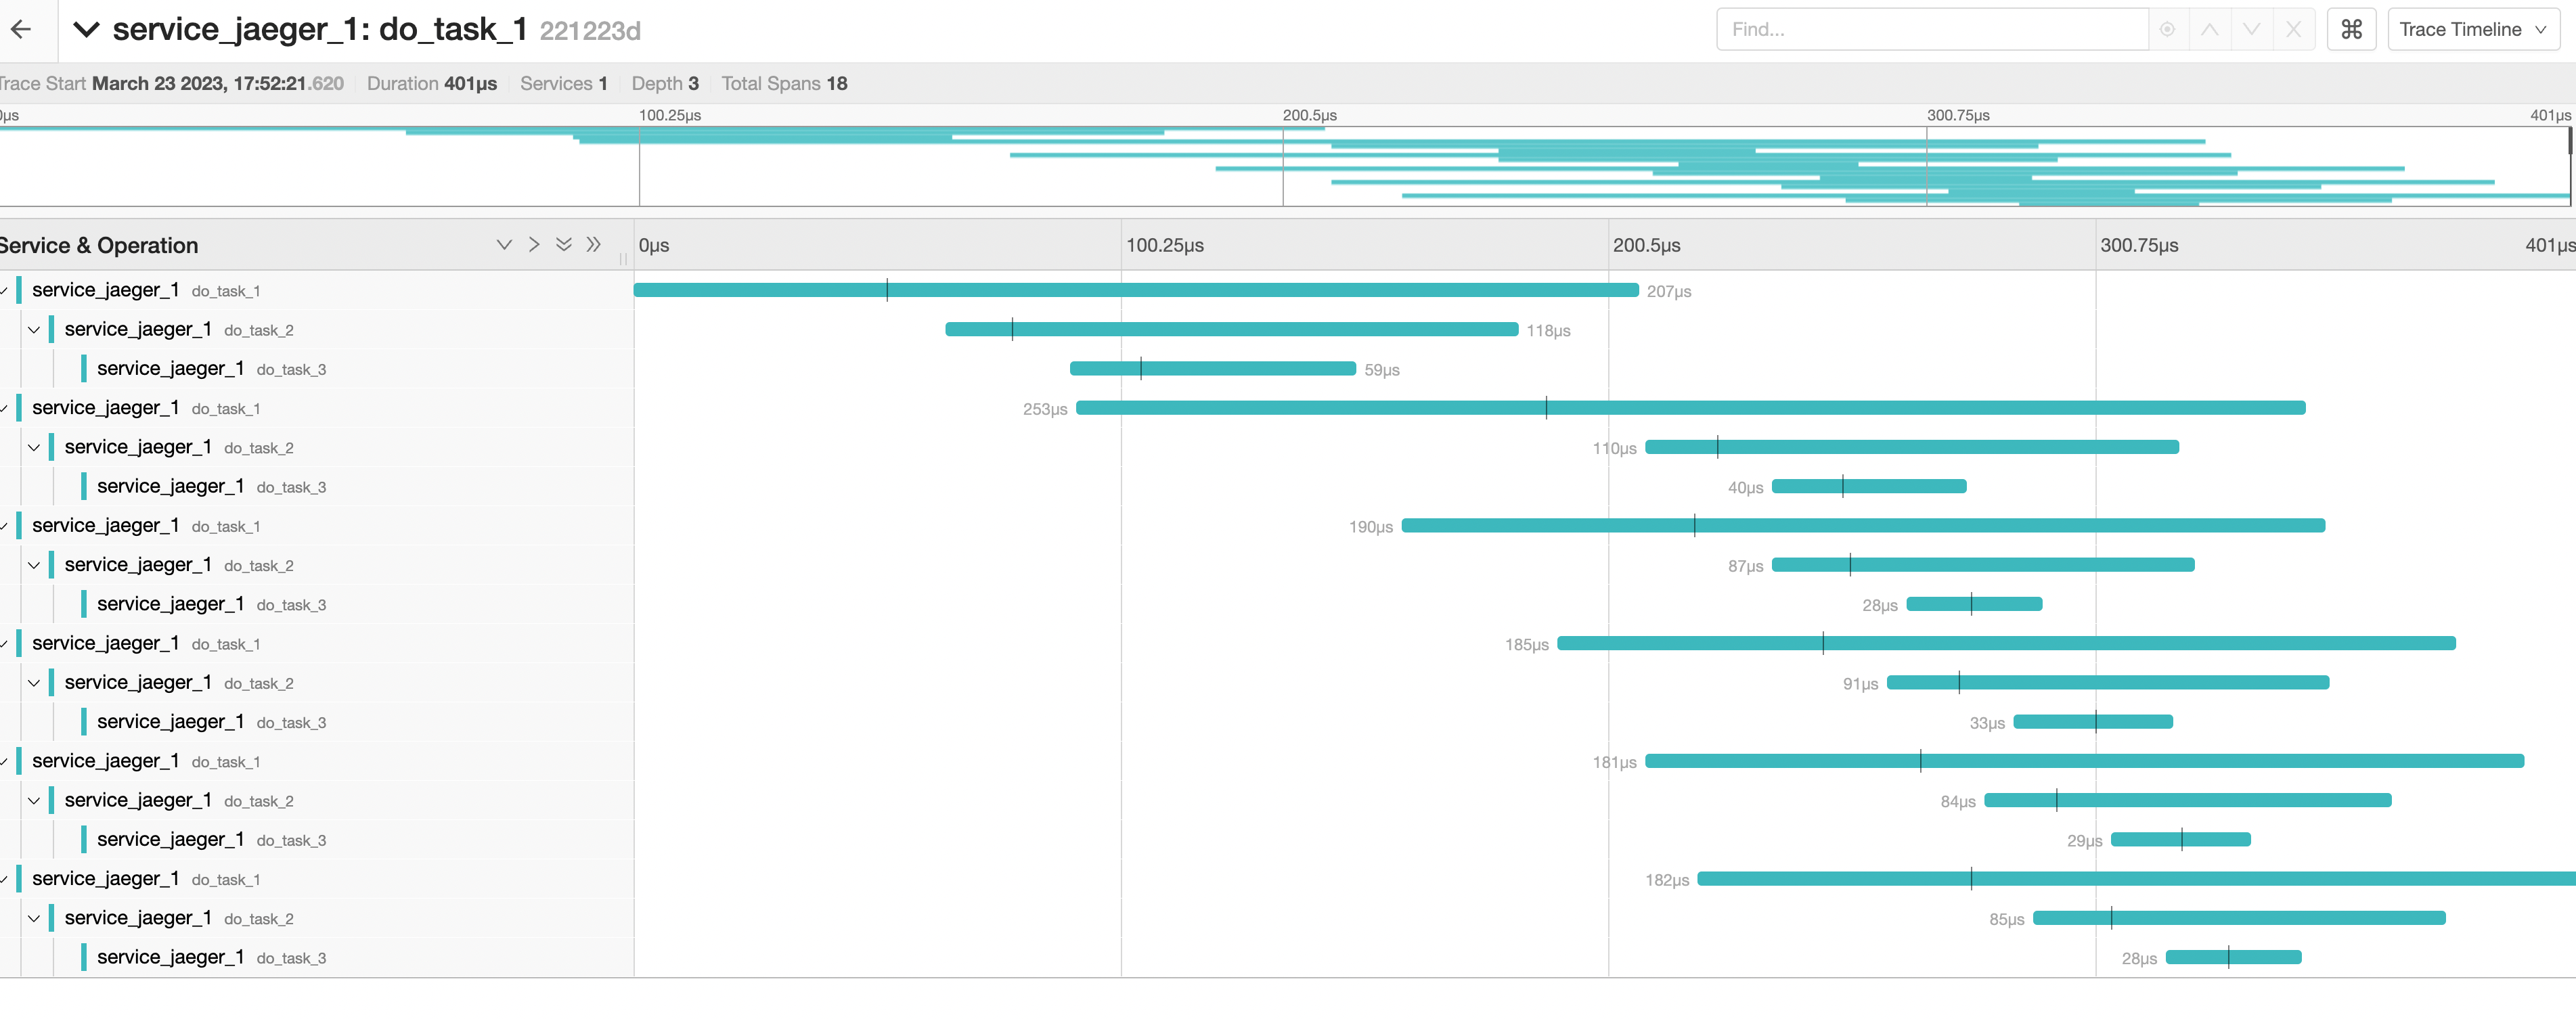 service_jaeger_1: do_task_1 221223d Find... ⌘ Trace Timeline
Trace Start March 23 2023, 17:52:21.620 Duration 401μs Services 1 Depth 3 Total Spans 18
0μs 100.25μs 200.5μs 300.75μs 401μs
Service & Operation 0μs 100.25μs 200.5μs 300.75μs 401μs
service_jaeger_1 do_task_1 207μs
service_jaeger_1 do_task_2 118μs
service_jaeger_1 do_task_3 59μs
service_jaeger_1 do_task_1 253μs
service_jaeger_1 do_task_2 110μs
service_jaeger_1 do_task_3 40μs
service_jaeger_1 do_task_1 190μs
service_jaeger_1 do_task_2 87μs
service_jaeger_1 do_task_3 28μs
service_jaeger_1 do_task_1 185μs
service_jaeger_1 do_task_2 91μs
service_jaeger_1 do_task_3 33μs
service_jaeger_1 do_task_1 181μs
service_jaeger_1 do_task_2 84μs
service_jaeger_1 do_task_3 29μs
service_jaeger_1 do_task_1 182μs
service_jaeger_1 do_task_2 85μs
service_jaeger_1 do_task_3 28μs